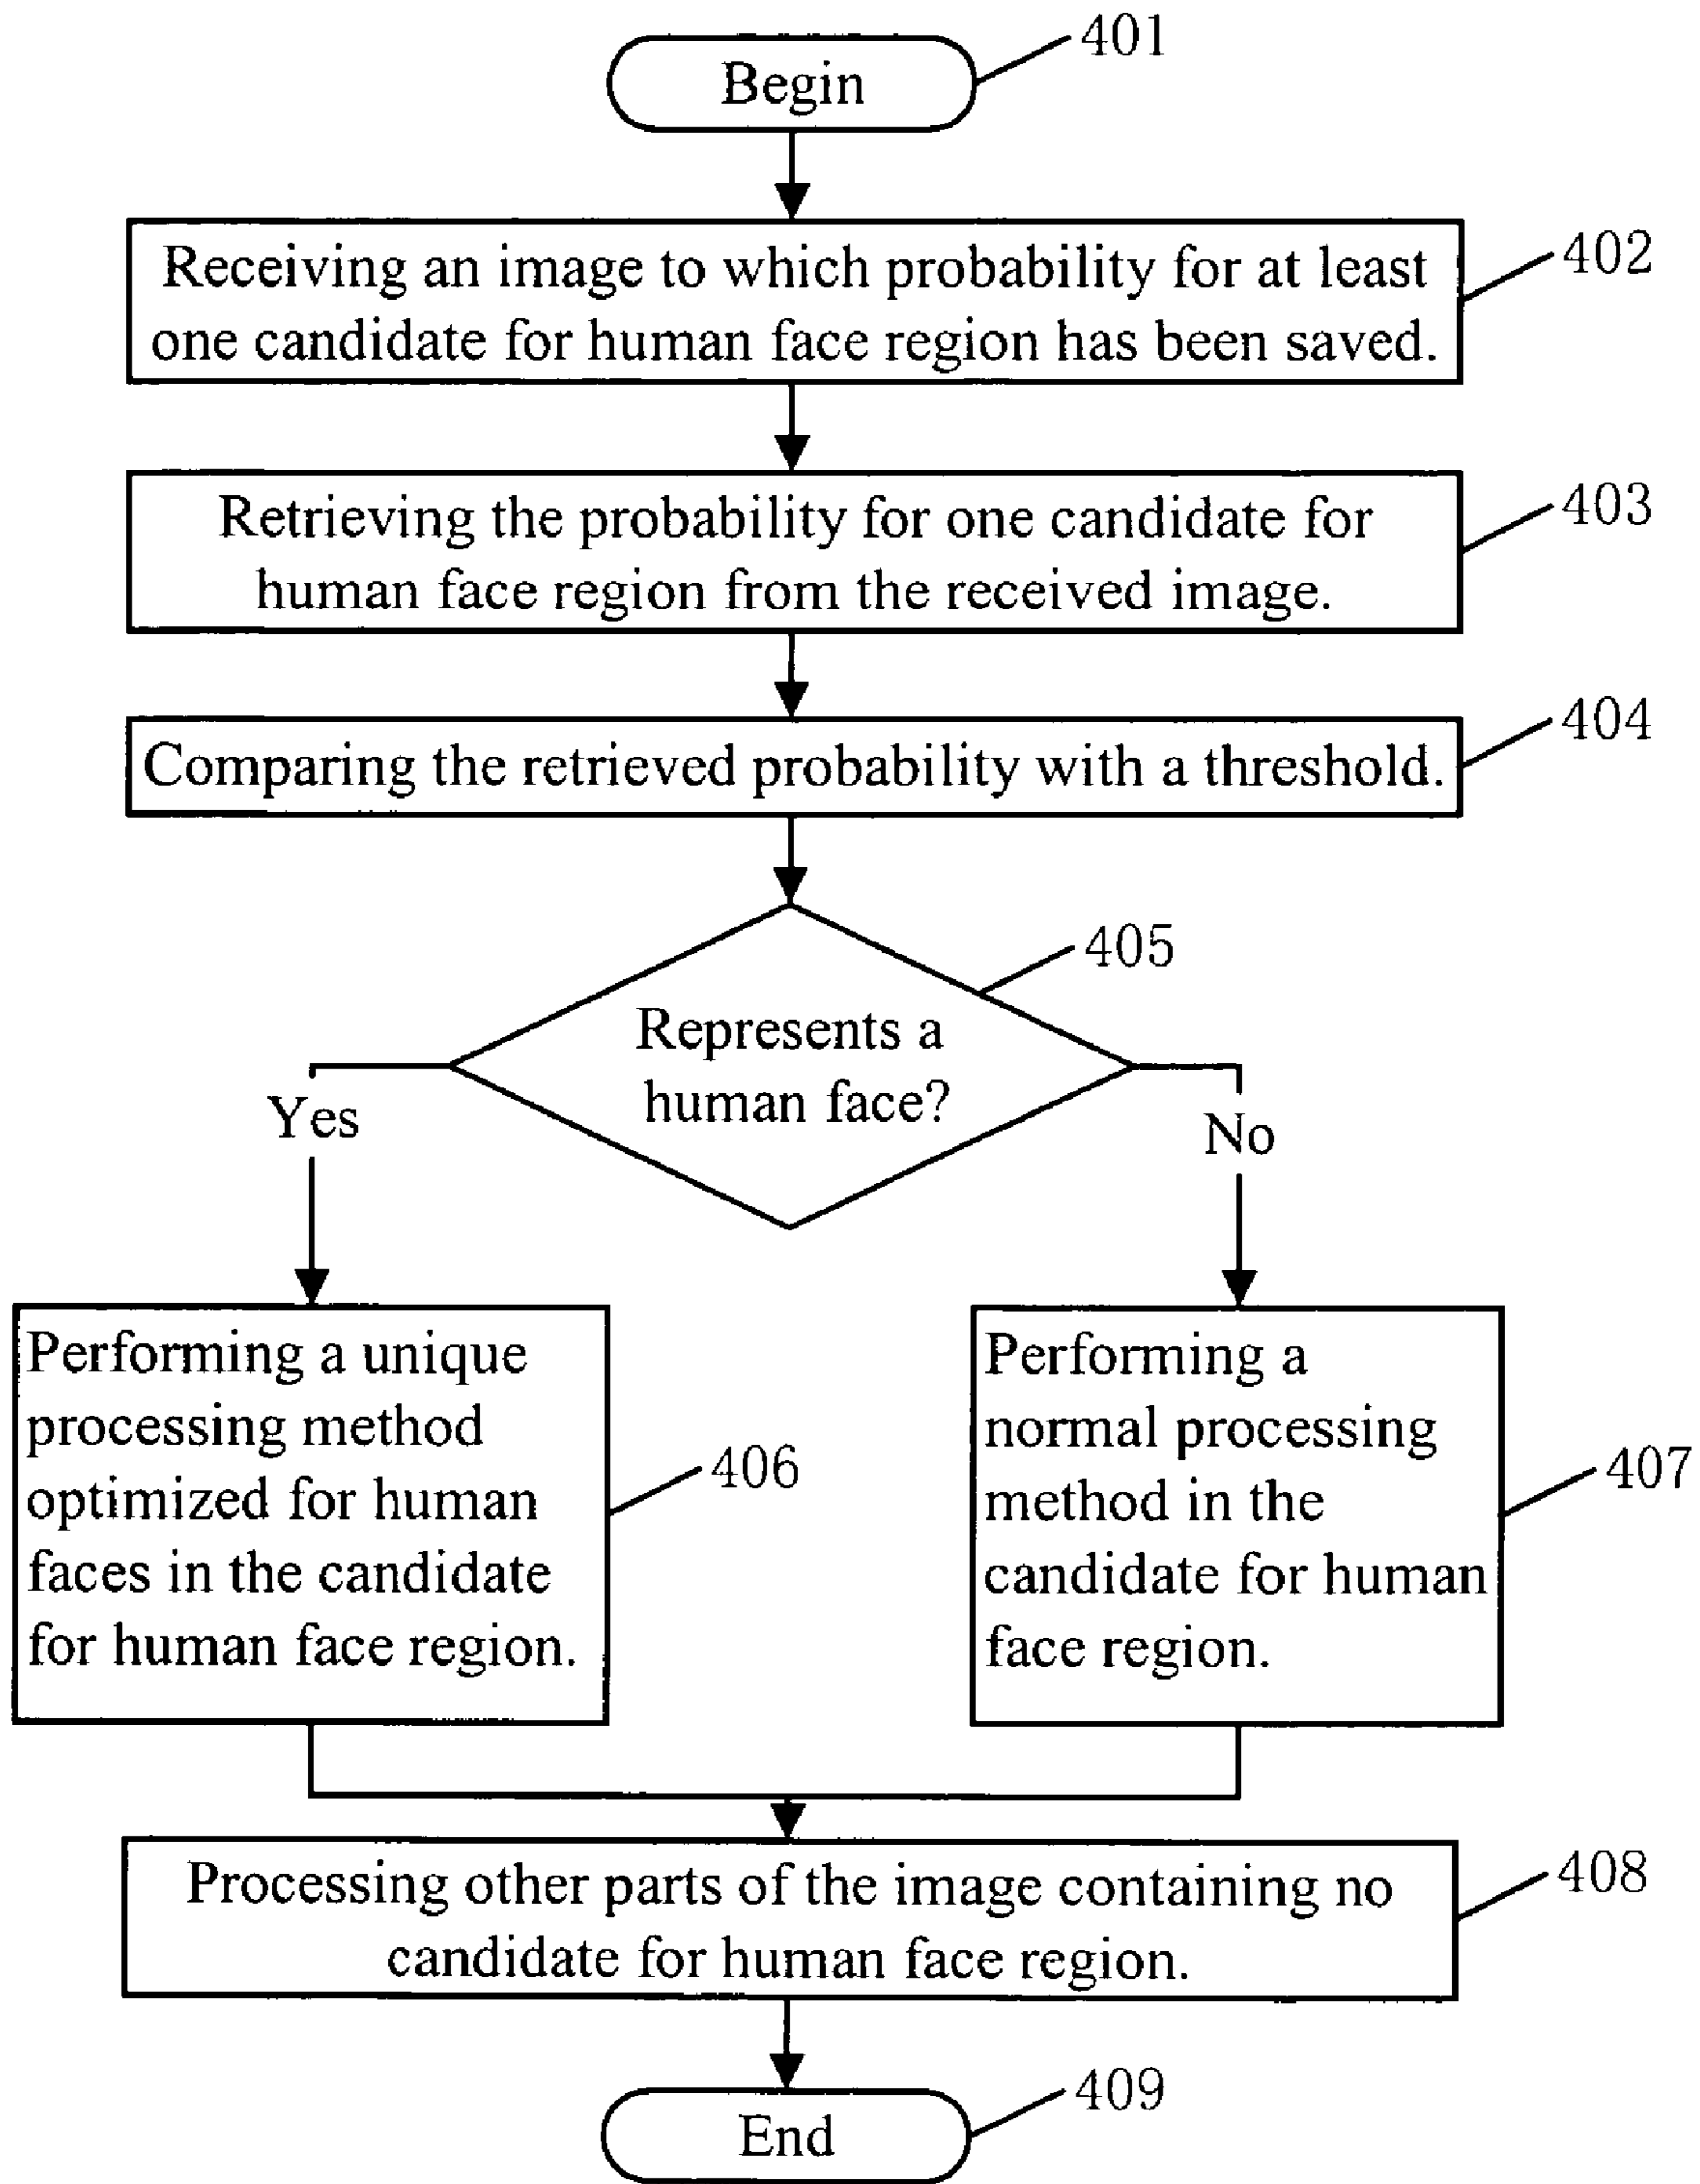 Begin
401
Receiving an image to which probability for at least
one candidate for human face region has been saved.
402
Retrieving the probability for one candidate for
human face region from the received image.
403
Comparing the retrieved probability with a threshold.
404
Represents a
human face?
405
Yes
No
Performing a unique
processing method
optimized for human
faces in the candidate
for human face region.
406
Performing a
normal processing
method in the
candidate for human
face region.
407
Processing other parts of the image containing no
candidate for human face region.
408
End
409